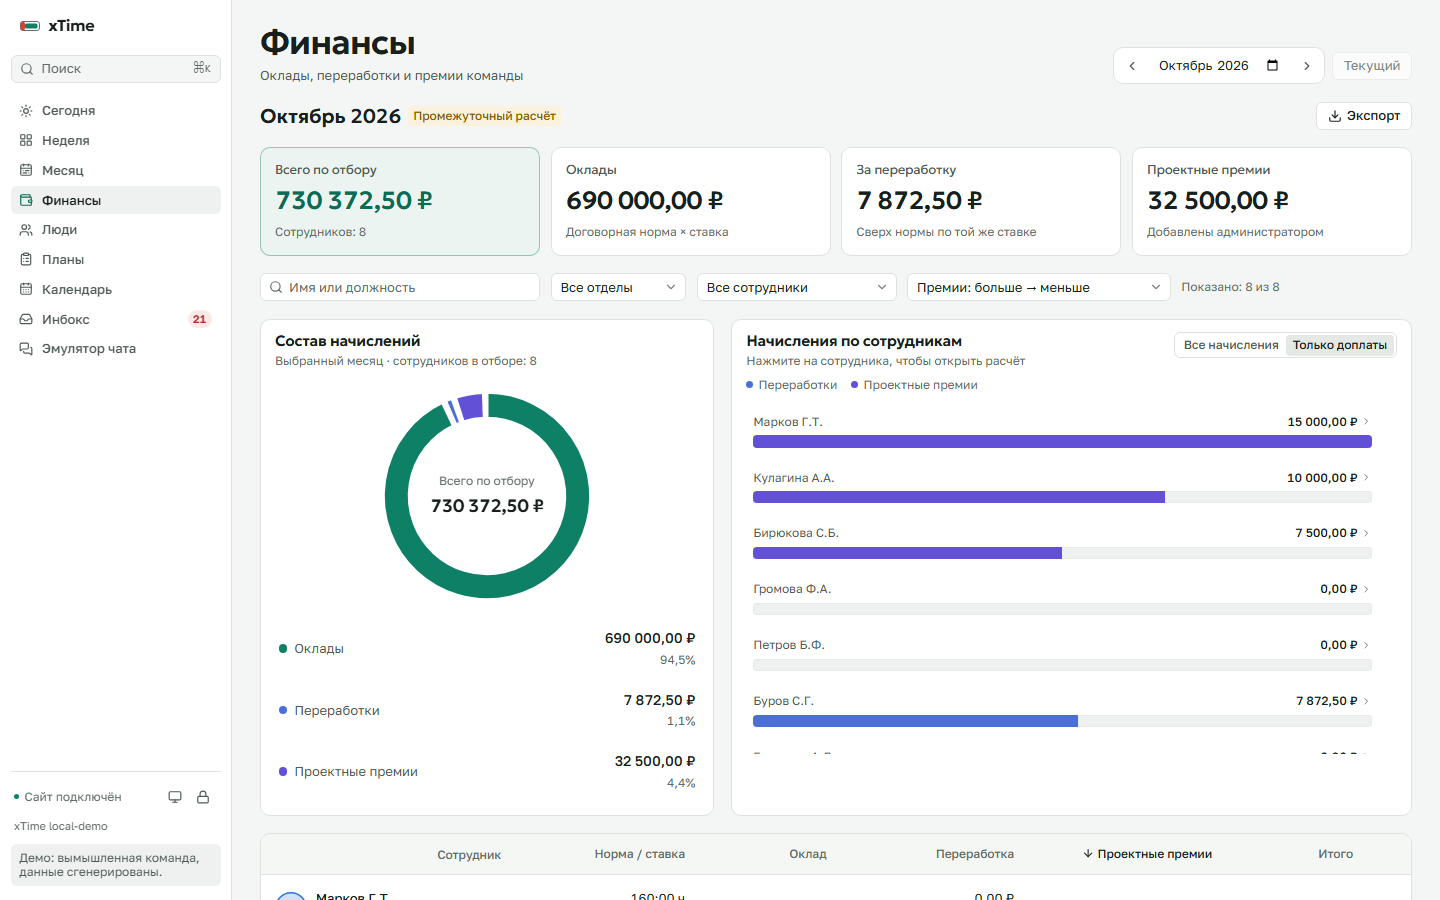 xTime
Поиск
⌘K
Сегодня
Неделя
Месяц
Финансы
Люди
Планы
Календарь
Инбокс 21
Эмулятор чата
Сайт подключён
xTime local-demo
Демо: вымышленная команда,
данные сгенерированы.
Финансы
Оклады, переработки и премии команды
Октябрь 2026
Текущий
Октябрь 2026 Промежуточный расчёт
Экспорт
Всего по отбору
730 372,50 ₽
Сотрудников: 8
Оклады
690 000,00 ₽
Договорная норма × ставка
За переработку
7 872,50 ₽
Сверх нормы по той же ставке
Проектные премии
32 500,00 ₽
Добавлены администратором
Имя или должность
Все отделы
Все сотрудники
Премии: больше → меньше
Показано: 8 из 8
Состав начислений
Выбранный месяц · сотрудников в отборе: 8
Всего по отбору
730 372,50 ₽
Оклады 690 000,00 ₽
94,5%
Переработки 7 872,50 ₽
1,1%
Проектные премии 32 500,00 ₽
4,4%
Начисления по сотрудникам
Нажмите на сотрудника, чтобы открыть расчёт
Все начисления Только доплаты
Переработки Проектные премии
Марков Г.Т. 15 000,00 ₽
Кулагина А.А. 10 000,00 ₽
Бирюкова С.Б. 7 500,00 ₽
Громова Ф.А. 0,00 ₽
Петров Б.Ф. 0,00 ₽
Буров С.Г. 7 872,50 ₽
Сотрудник Норма / ставка Оклад Переработка ↓ Проектные премии Итого
Марков Г.Т. 160:00 ч 0,00 ₽